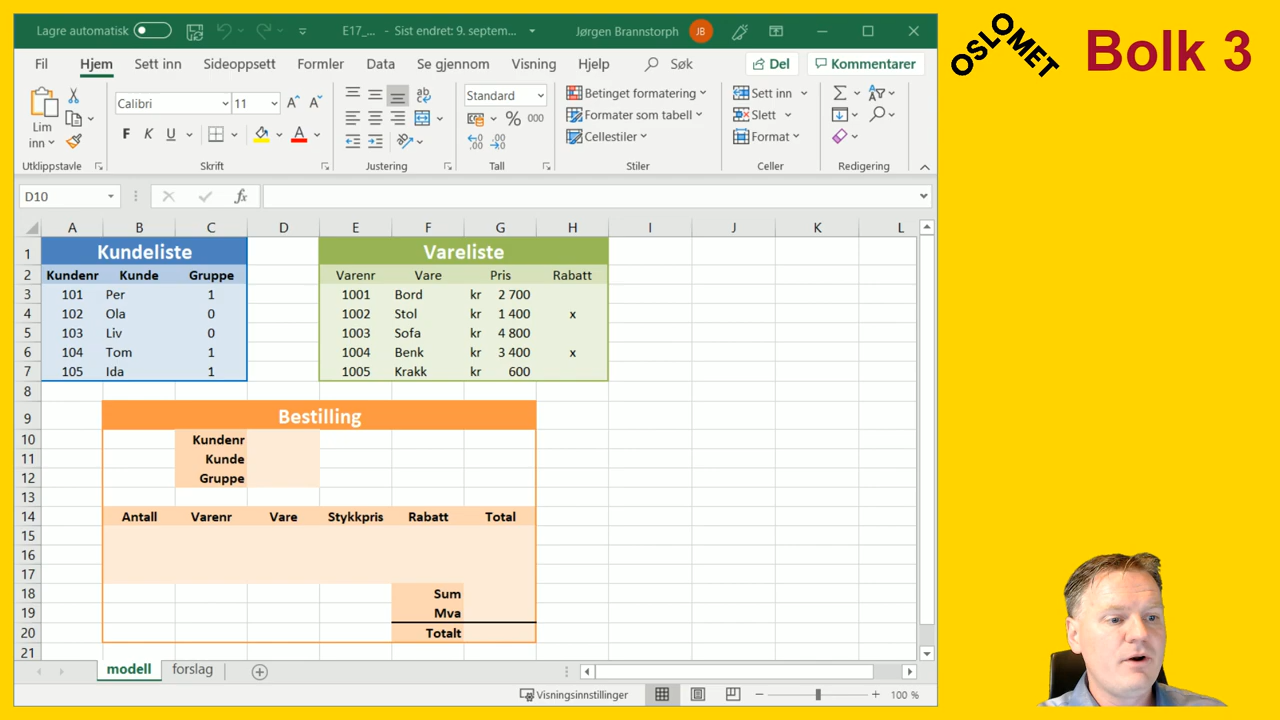 Lagre automatisk E17_... - Sist endret: 9. septem... Jørgen Brannstorph JB
OSLOMET
Bolk 3
Fil Hjem Sett inn Sideoppsett Formler Data Se gjennom Visning Hjelp Søk Del Kommentarer
Lim inn
Calibri 11
F K U
A
ab
Standard
% 000
Betinget formatering
Formater som tabell
Cellestiler
Sett inn
Slett
Format
Utklippstavle Skrift Justering Tall Stiler Celler Redigering
D10 fx
A B C D E F G H I J K L
1 Kundeliste Vareliste
2 Kundenr Kunde Gruppe Varenr Vare Pris Rabatt
3 101 Per 1 1001 Bord kr 2 700
4 102 Ola 0 1002 Stol kr 1 400 x
5 103 Liv 0 1003 Sofa kr 4 800
6 104 Tom 1 1004 Benk kr 3 400 x
7 105 Ida 1 1005 Krakk kr 600
8
9 Bestilling
10 Kundenr
11 Kunde
12 Gruppe
13
14 Antall Varenr Vare Stykkpris Rabatt Total
15
16
17
18 Sum
19 Mva
20 Totalt
21
modell forslag
Visningsinnstillinger 100 %